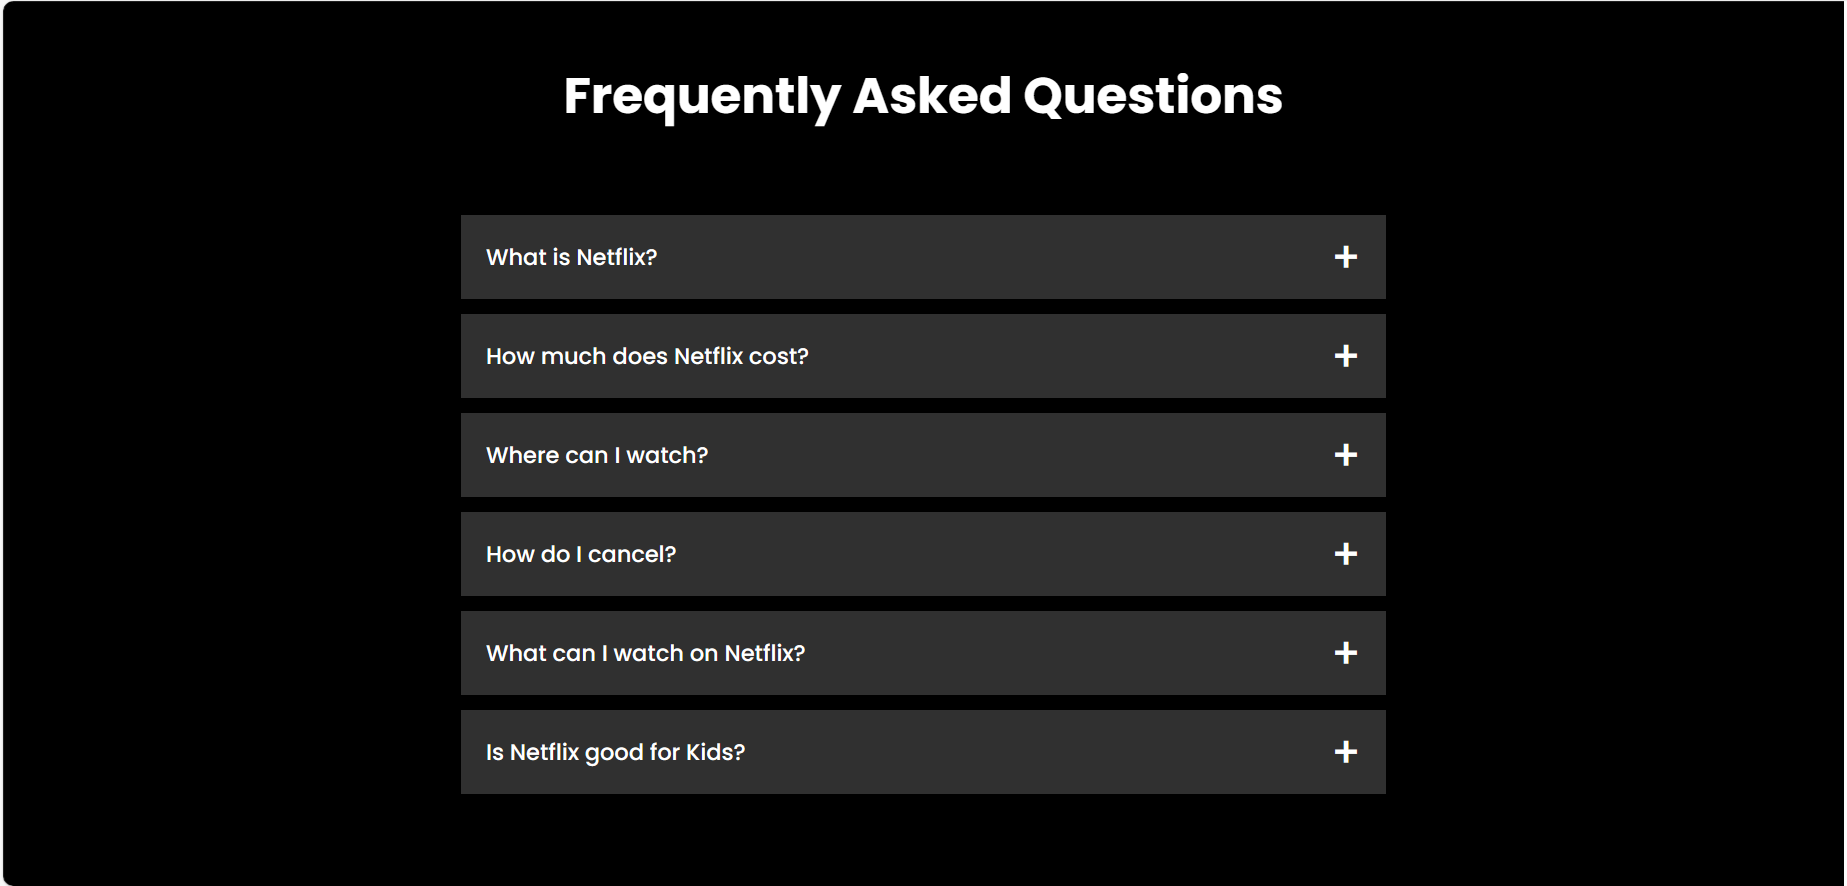 Frequently Asked Questions
What is Netflix?
How much does Netflix cost?
Where can I watch?
How do I cancel?
What can I watch on Netflix?
Is Netflix good for Kids?